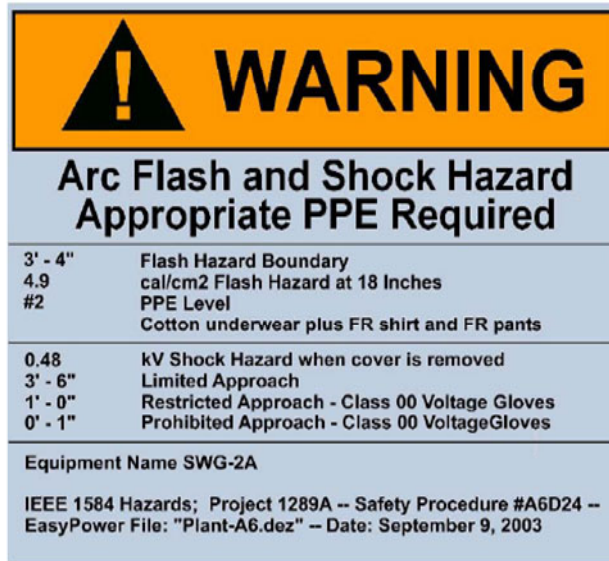 WARNING
Arc Flash and Shock Hazard
Appropriate PPE Required
3' - 4" Flash Hazard Boundary
4.9 cal/cm2 Flash Hazard at 18 Inches
#2 PPE Level
Cotton underwear plus FR shirt and FR pants
0.48 kV Shock Hazard when cover is removed
3' - 6" Limited Approach
1' - 0" Restricted Approach - Class 00 Voltage Gloves
0' - 1" Prohibited Approach - Class 00 VoltageGloves
Equipment Name SWG-2A
IEEE 1584 Hazards; Project 1289A -- Safety Procedure #A6D24 --
EasyPower File: "Plant-A6.dez" -- Date: September 9, 2003